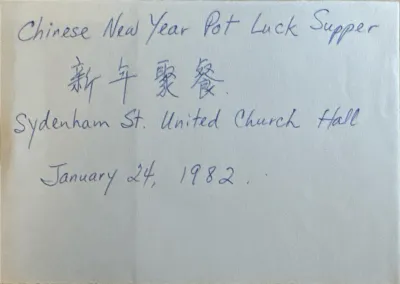 Chinese New Year Pot Luck Supper
新年聚餐.
Sydenham St. United Church Hall
January 24, 1982.